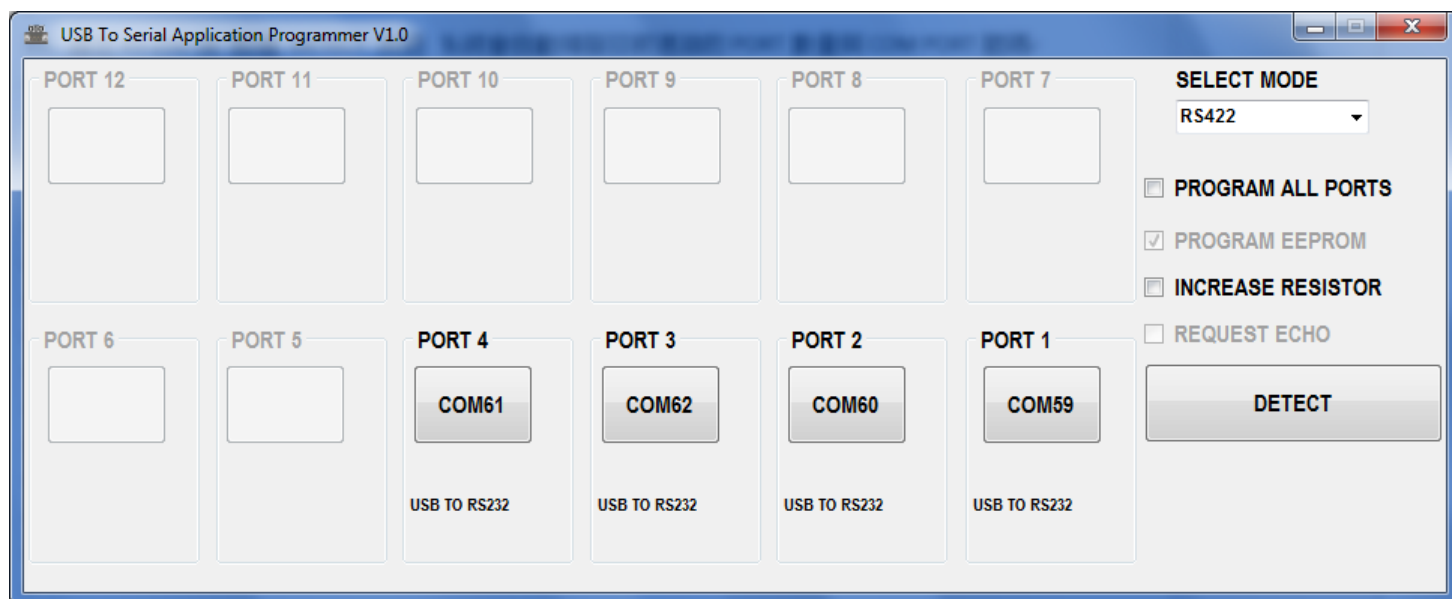 USB To Serial Application Programmer V1.0
PORT 12 PORT 11 PORT 10 PORT 9 PORT 8 PORT 7 SELECT MODE
RS422
PROGRAM ALL PORTS
PROGRAM EEPROM
INCREASE RESISTOR
PORT 6 PORT 5 PORT 4 PORT 3 PORT 2 PORT 1 REQUEST ECHO
COM61 COM62 COM60 COM59 DETECT
USB TO RS232 USB TO RS232 USB TO RS232 USB TO RS232